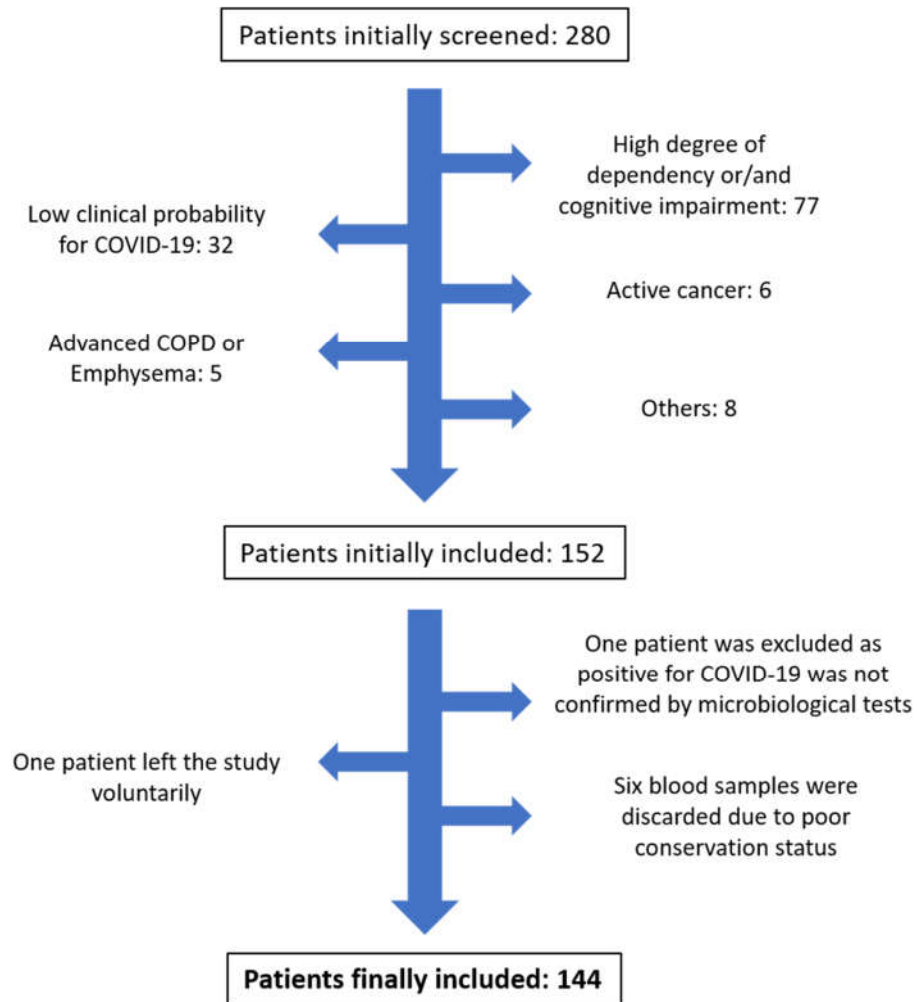 Patients initially screened: 280
High degree of
dependency or/and
cognitive impairment: 77
Low clinical probability
for COVID-19: 32
Active cancer: 6
Advanced COPD or
Emphysema: 5
Others: 8
Patients initially included: 152
One patient was excluded as
positive for COVID-19 was not
confirmed by microbiological tests
One patient left the study
voluntarily
Six blood samples were
discarded due to poor
conservation status
Patients finally included: 144